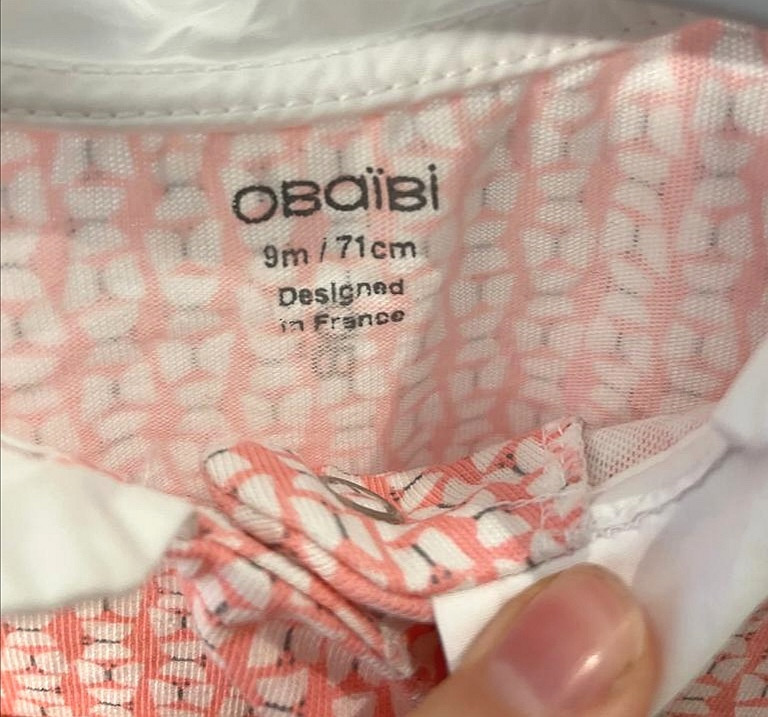 OBaïBi
9m / 71cm
Designed
in France